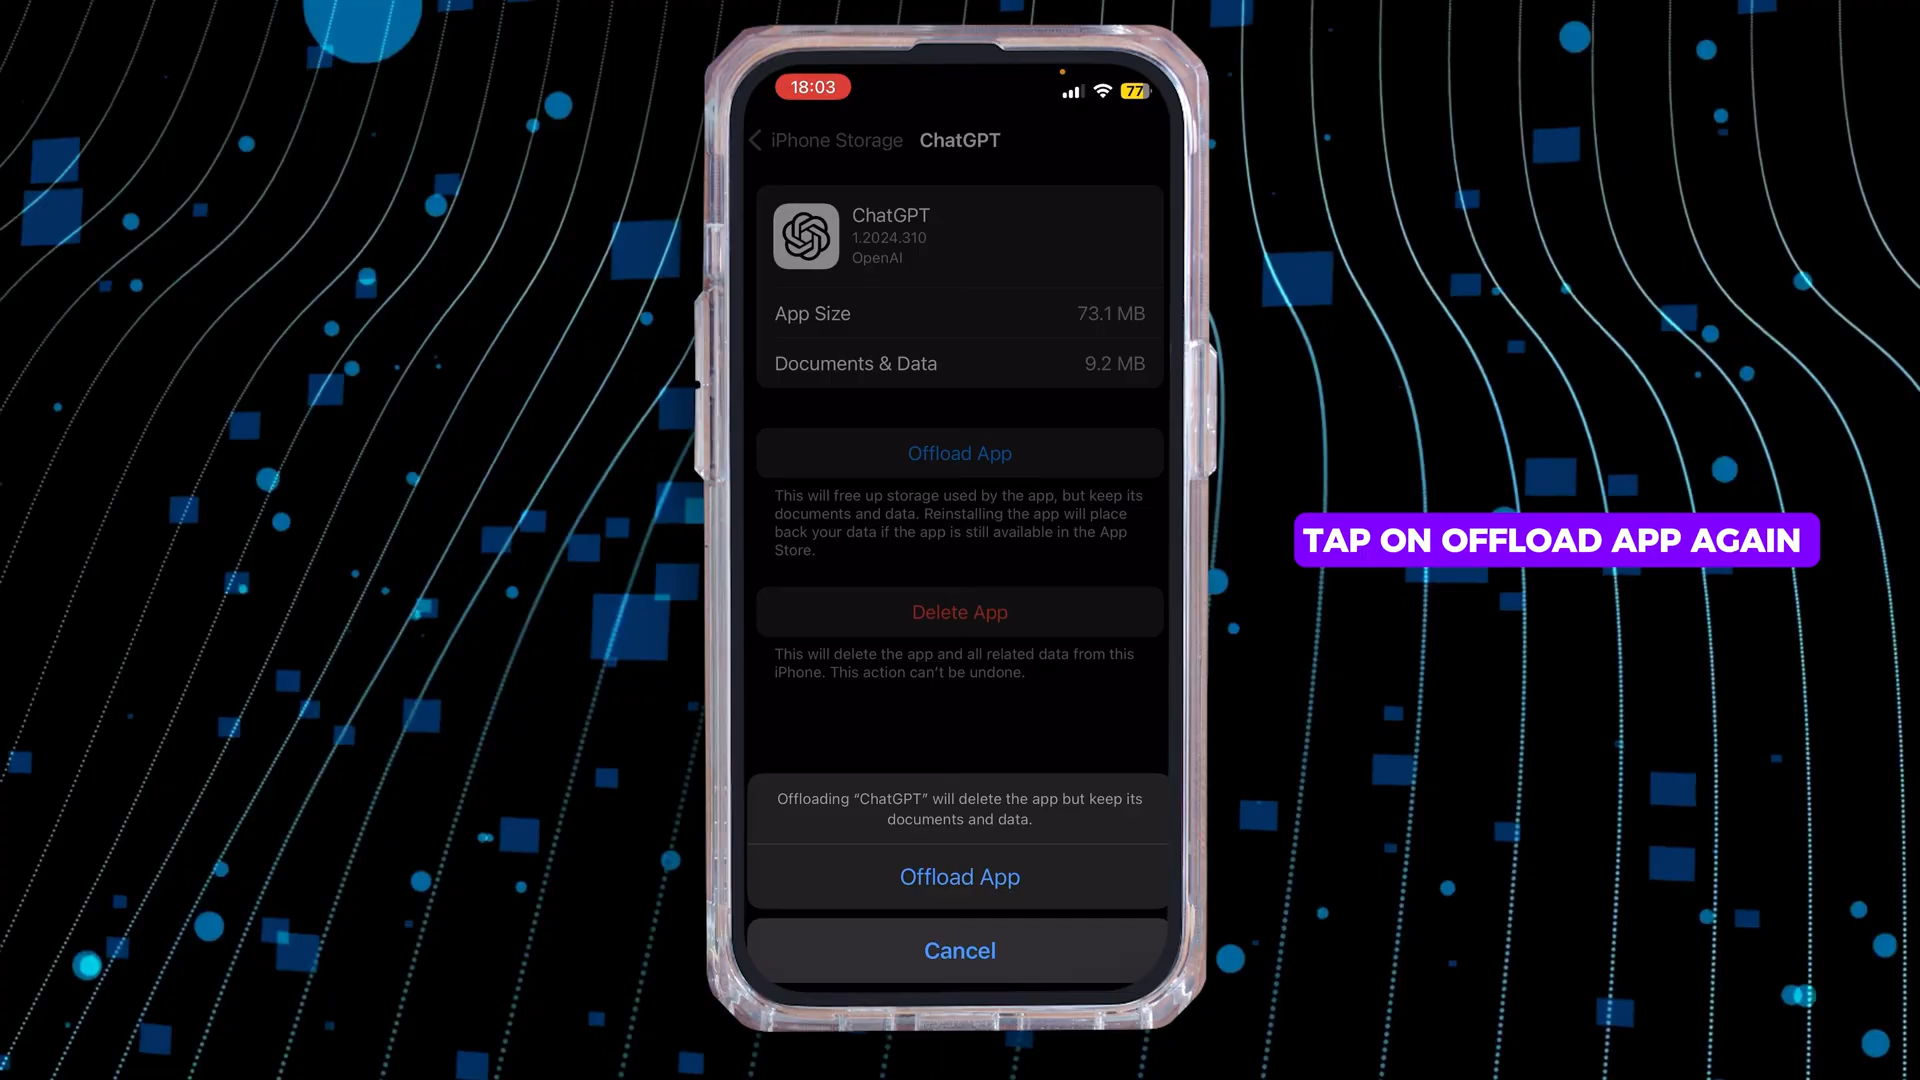 18:03
77
iPhone Storage ChatGPT
ChatGPT
1.2024.310
OpenAI
App Size 73.1 MB
Documents & Data 9.2 MB
Offload App
This will free up storage used by the app, but keep its
documents and data. Reinstalling the app will place
back your data if the app is still available in the App
Store.
TAP ON OFFLOAD APP AGAIN
Delete App
This will delete the app and all related data from this
iPhone. This action can’t be undone.
Offloading “ChatGPT” will delete the app but keep its
documents and data.
Offload App
Cancel